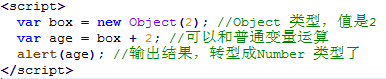 <script>
  var box = new Object(2); //Object 类型，值是2
  var age = box + 2; //可以和普通变量运算
  alert(age); //输出结果，转型成Number 类型了
</script>